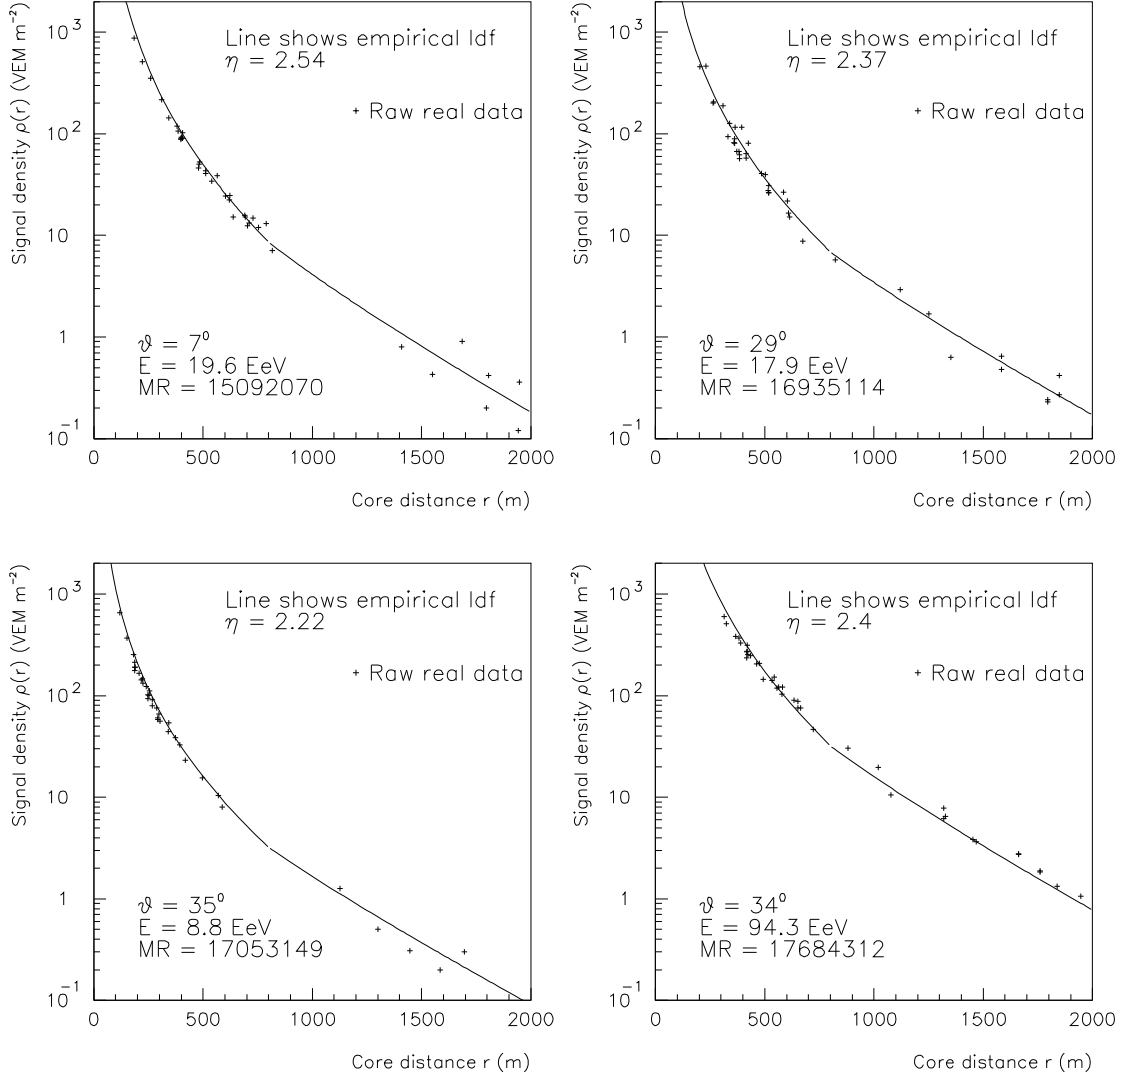 Signal density ρ(r) (VEM m⁻²)
10³
10²
10
1
10⁻¹
Line shows empirical ldf
η = 2.54
+ Raw real data
ϑ = 7⁰
E = 19.6 EeV
MR = 15092070
0 500 1000 1500 2000
Core distance r (m)
Signal density ρ(r) (VEM m⁻²)
10³
10²
10
1
10⁻¹
Line shows empirical ldf
η = 2.37
+ Raw real data
ϑ = 29⁰
E = 17.9 EeV
MR = 16935114
0 500 1000 1500 2000
Core distance r (m)
Signal density ρ(r) (VEM m⁻²)
10³
10²
10
1
10⁻¹
Line shows empirical ldf
η = 2.22
+ Raw real data
ϑ = 35⁰
E = 8.8 EeV
MR = 17053149
0 500 1000 1500 2000
Core distance r (m)
Signal density ρ(r) (VEM m⁻²)
10³
10²
10
1
10⁻¹
Line shows empirical ldf
η = 2.4
+ Raw real data
ϑ = 34⁰
E = 94.3 EeV
MR = 17684312
0 500 1000 1500 2000
Core distance r (m)